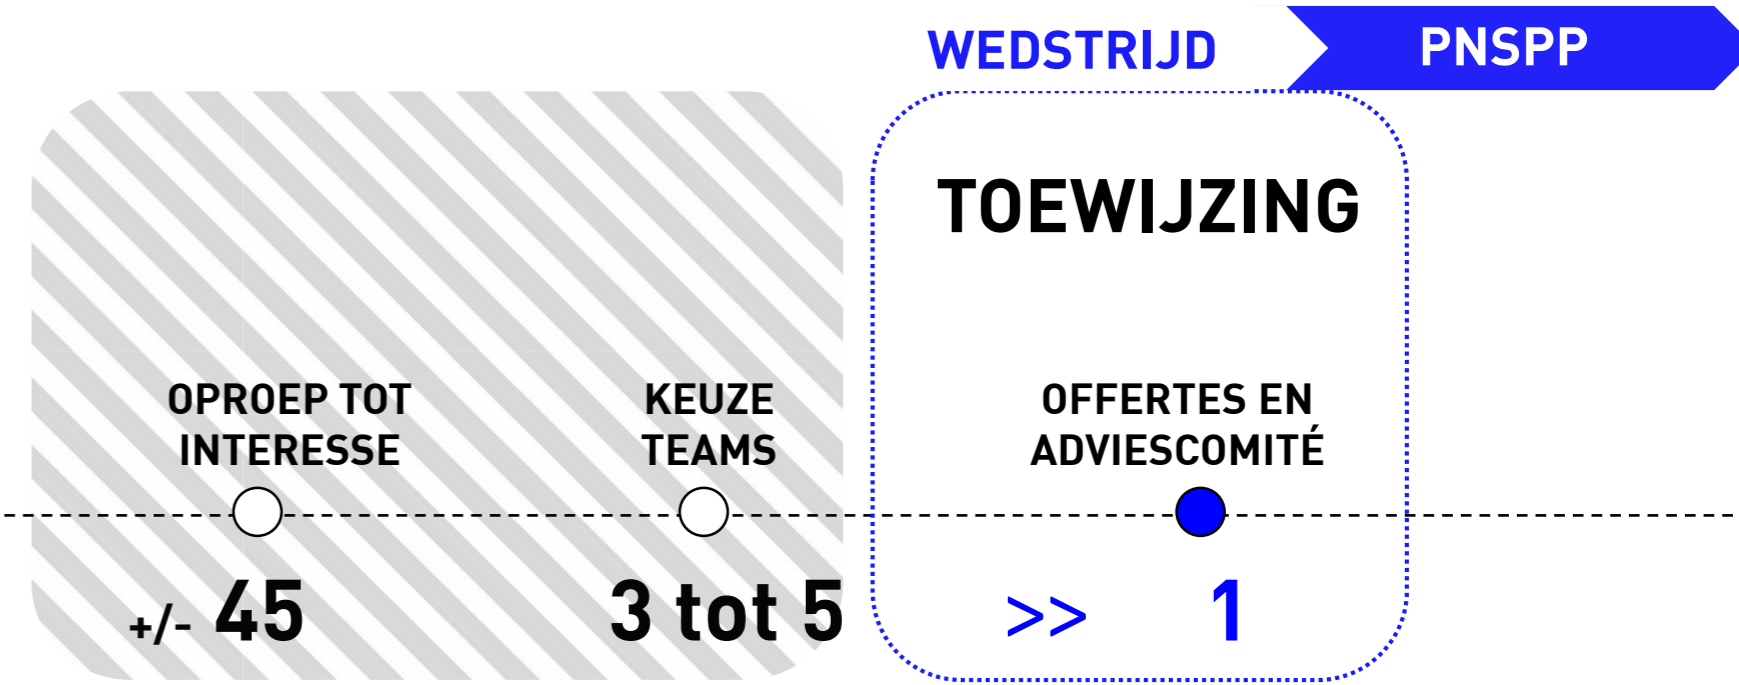 WEDSTRIJD
PNSPP
TOEWIJZING
OPROEP TOT
INTERESSE
KEUZE
TEAMS
OFFERTES EN
ADVIESCOMITÉ
+/- 45
3 tot 5
>> 1